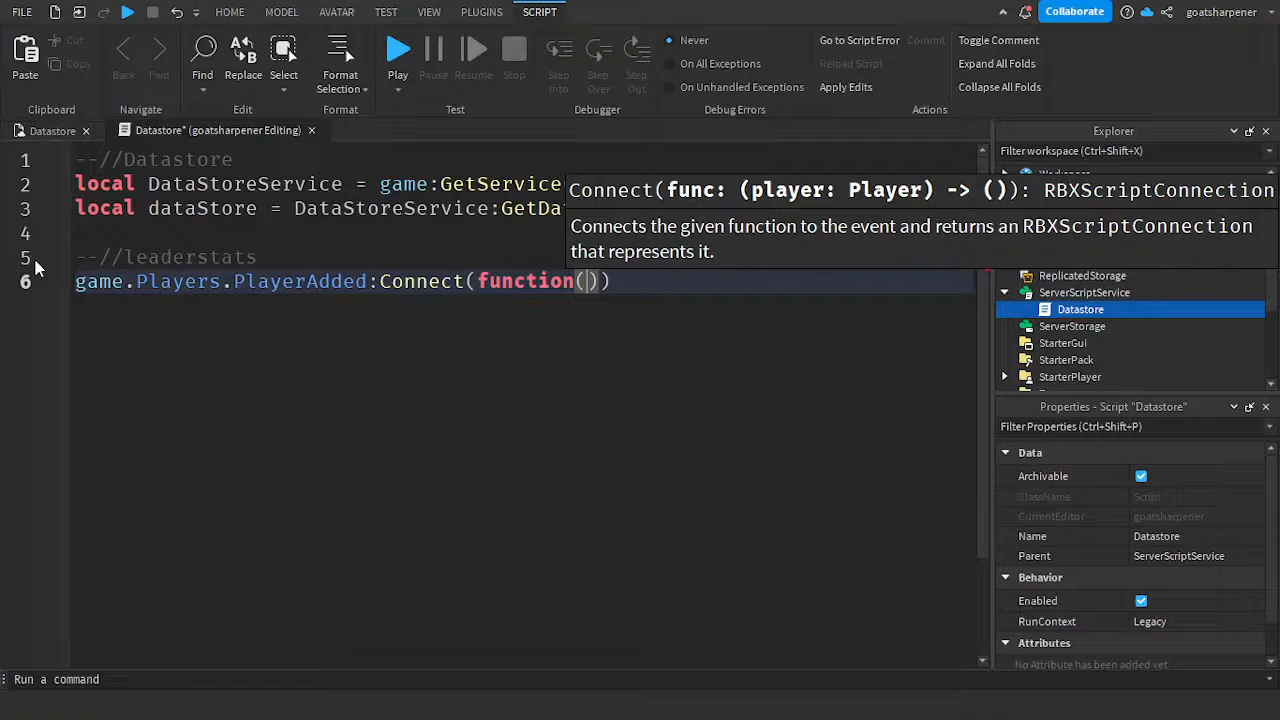 FILE HOME MODEL AVATAR TEST VIEW PLUGINS SCRIPT Collaborate goatsharpener
Paste Cut Copy Clipboard
Back Fwd Navigate
Find Replace Select Edit
Format Selection Format
Play Pause Resume Stop Test
Step Into Step Over Step Out Debugger
Never
On All Exceptions
On Unhandled Exceptions
Debug Errors
Go to Script Error Commit
Reload Script
Apply Edits
Toggle Comment
Expand All Folds
Collapse All Folds
Actions
Datastore Datastore* (goatsharpener Editing)
1 --//Datastore
2 local DataStoreService = game:GetService
3 local dataStore = DataStoreService:GetDa
4
5 --//leaderstats
6 game.Players.PlayerAdded:Connect(function())
Connect(func: (player: Player) -> ()): RBXScriptConnection
Connects the given function to the event and returns an RBXScriptConnection
that represents it.
Explorer
Filter workspace (Ctrl+Shift+X)
ReplicatedStorage
ServerScriptService
Datastore
ServerStorage
StarterGui
StarterPack
StarterPlayer
Properties - Script "Datastore"
Filter Properties (Ctrl+Shift+P)
Data
Archivable
ClassName Script
CurrentEditor goatsharpener
Name Datastore
Parent ServerScriptService
Behavior
Enabled
RunContext Legacy
Attributes
No Attribute has been added yet
Run a command